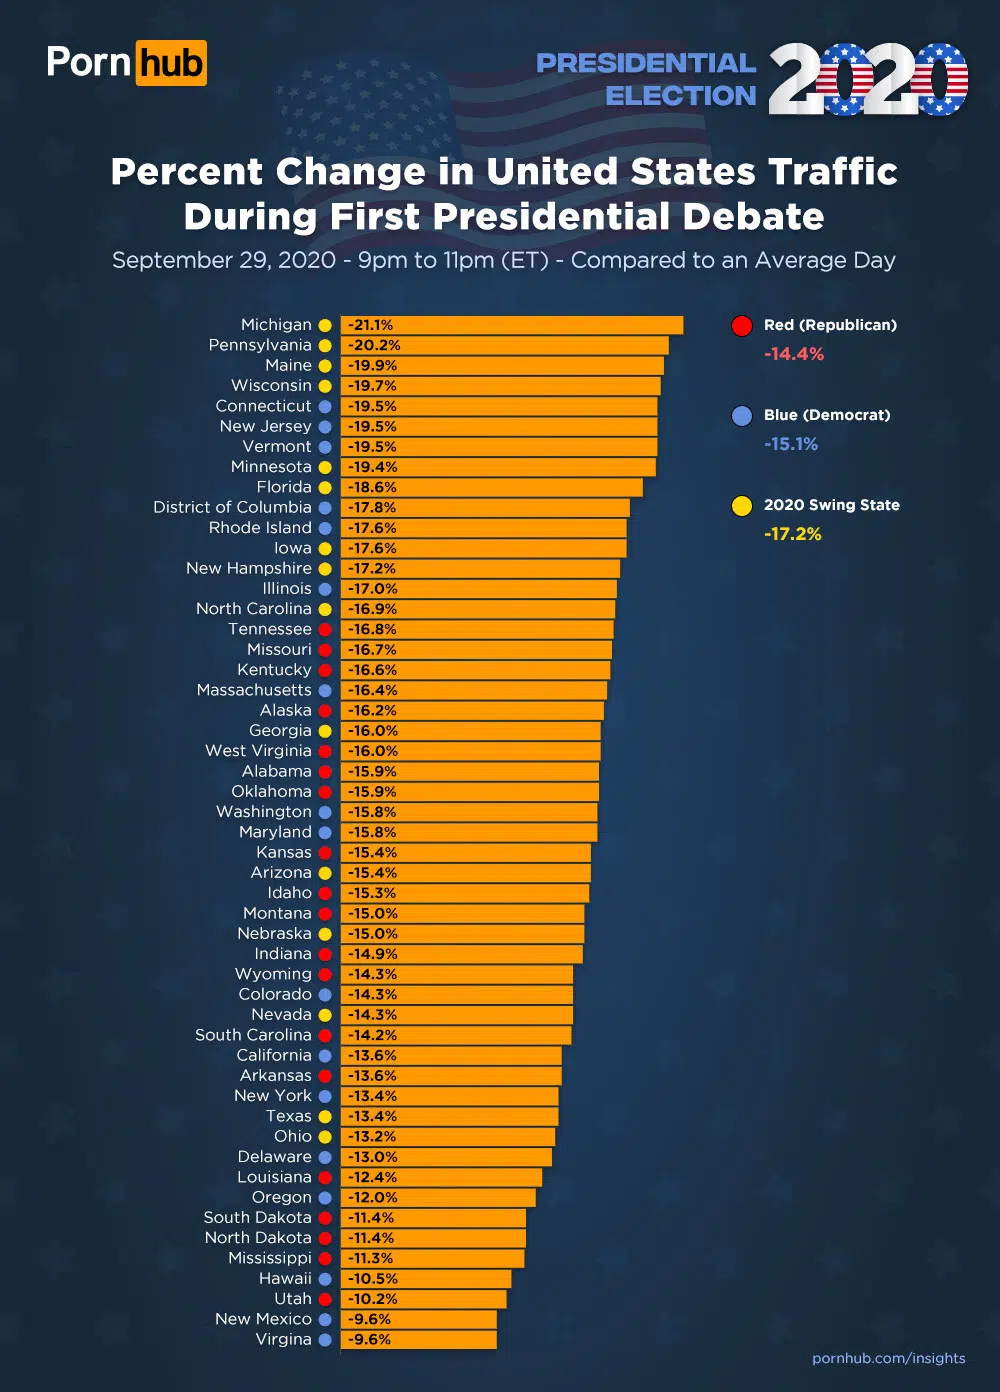 Pornhub
PRESIDENTIAL
ELECTION
2020
Percent Change in United States Traffic
During First Presidential Debate
September 29, 2020 - 9pm to 11pm (ET) - Compared to an Average Day
Michigan -21.1%
Pennsylvania -20.2%
Maine -19.9%
Wisconsin -19.7%
Connecticut -19.5%
New Jersey -19.5%
Vermont -19.5%
Minnesota -19.4%
Florida -18.6%
District of Columbia -17.8%
Rhode Island -17.6%
Iowa -17.6%
New Hampshire -17.2%
Illinois -17.0%
North Carolina -16.9%
Tennessee -16.8%
Missouri -16.7%
Kentucky -16.6%
Massachusetts -16.4%
Alaska -16.2%
Georgia -16.0%
West Virginia -16.0%
Alabama -15.9%
Oklahoma -15.9%
Washington -15.8%
Maryland -15.8%
Kansas -15.4%
Arizona -15.4%
Idaho -15.3%
Montana -15.0%
Nebraska -15.0%
Indiana -14.9%
Wyoming -14.3%
Colorado -14.3%
Nevada -14.3%
South Carolina -14.2%
California -13.6%
Arkansas -13.6%
New York -13.4%
Texas -13.4%
Ohio -13.2%
Delaware -13.0%
Louisiana -12.4%
Oregon -12.0%
South Dakota -11.4%
North Dakota -11.4%
Mississippi -11.3%
Hawaii -10.5%
Utah -10.2%
New Mexico -9.6%
Virgina -9.6%
Red (Republican)
-14.4%
Blue (Democrat)
-15.1%
2020 Swing State
-17.2%
pornhub.com/insights